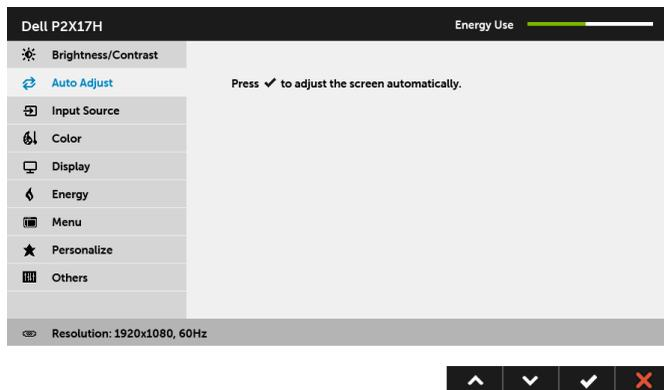 Dell P2X17H
Energy Use
Brightness/Contrast
Auto Adjust
Press ✓ to adjust the screen automatically.
Input Source
Color
Display
Energy
Menu
Personalize
Others
Resolution: 1920x1080, 60Hz